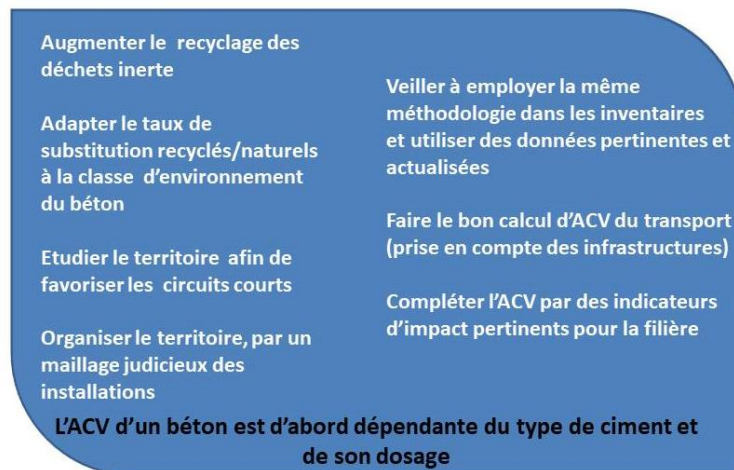 Augmenter le recyclage des
déchets inerte
Adapter le taux de
substitution recyclés/naturels
à la classe d’environnement
du béton
Etudier le territoire afin de
favoriser les circuits courts
Organiser le territoire, par un
maillage judicieux des
installations
Veiller à employer la même
méthodologie dans les inventaires
et utiliser des données pertinentes et
actualisées
Faire le bon calcul d’ACV du transport
(prise en compte des infrastructures)
Compléter l’ACV par des indicateurs
d’impact pertinents pour la filière
L’ACV d’un béton est d’abord dépendante du type de ciment et
de son dosage